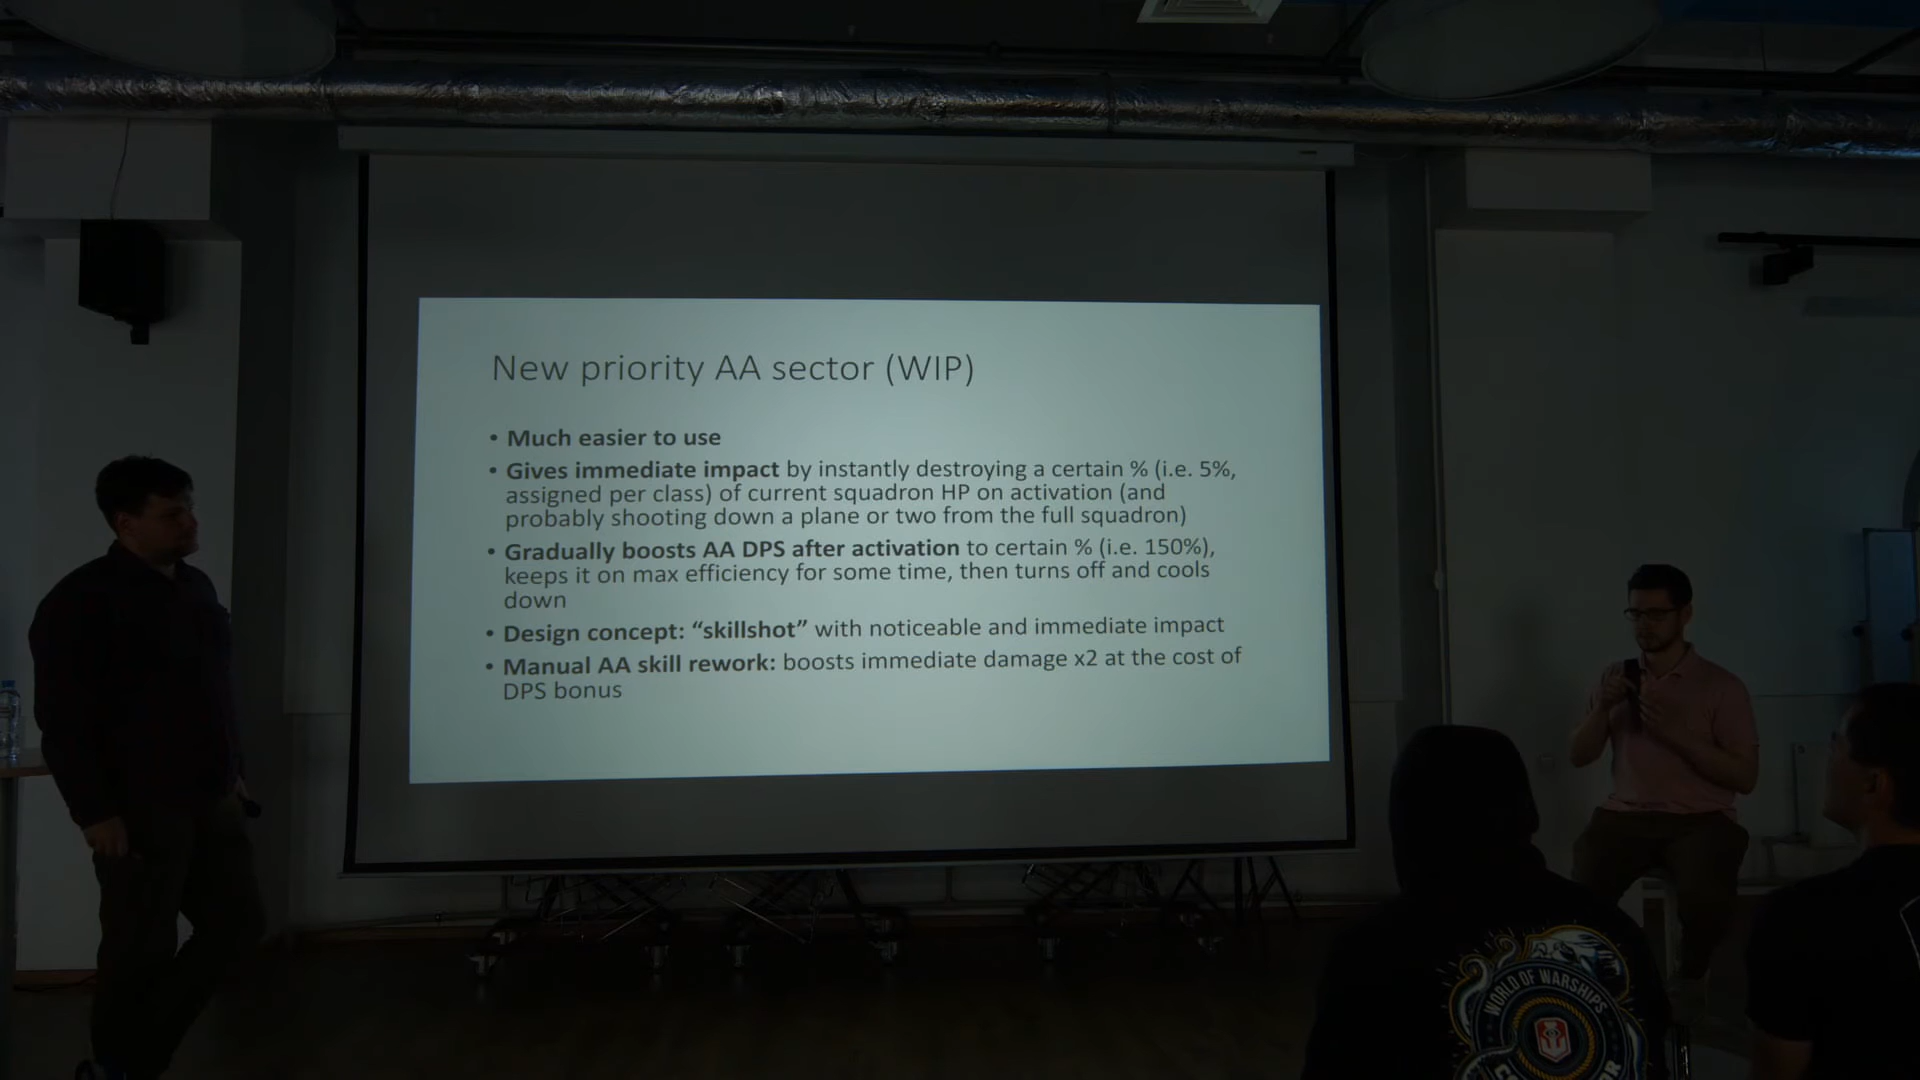 New priority AA sector (WIP)
• Much easier to use
• Gives immediate impact by instantly destroying a certain % (i.e. 5%,
assigned per class) of current squadron HP on activation (and
probably shooting down a plane or two from the full squadron)
• Gradually boosts AA DPS after activation to certain % (i.e. 150%),
keeps it on max efficiency for some time, then turns off and cools
down
• Design concept: “skillshot” with noticeable and immediate impact
• Manual AA skill rework: boosts immediate damage x2 at the cost of
DPS bonus
WORLD OF WARSHIPS